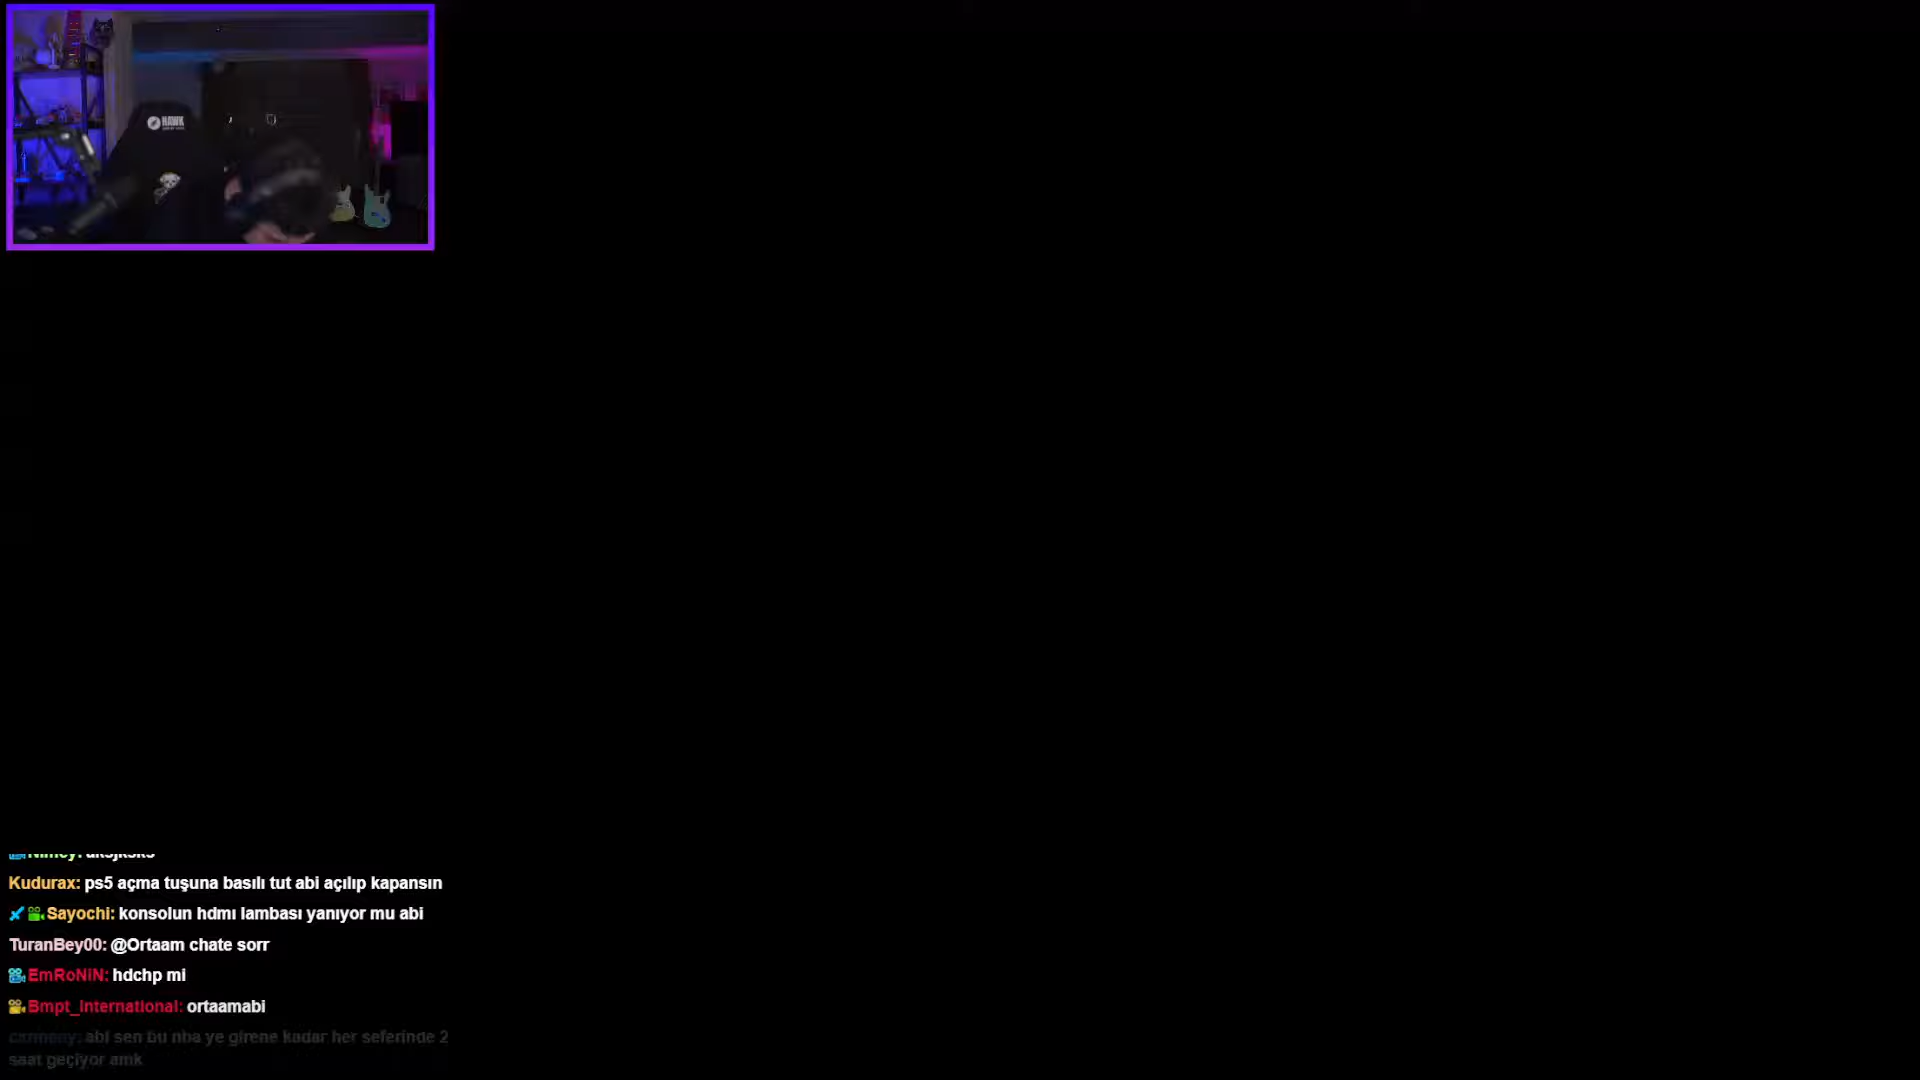 HAWK
Kudurax: ps5 açma tuşuna basılı tut abi açılıp kapansın
Sayochi: konsolun hdmı lambası yanıyor mu abi
TuranBey00: @Ortaam chate sorr
EmRoNiN: hdchp mi
Bmpt_International: ortaamabi
abi sen bu nba ye girene kadar her seferinde 2
saat geçiyor amk